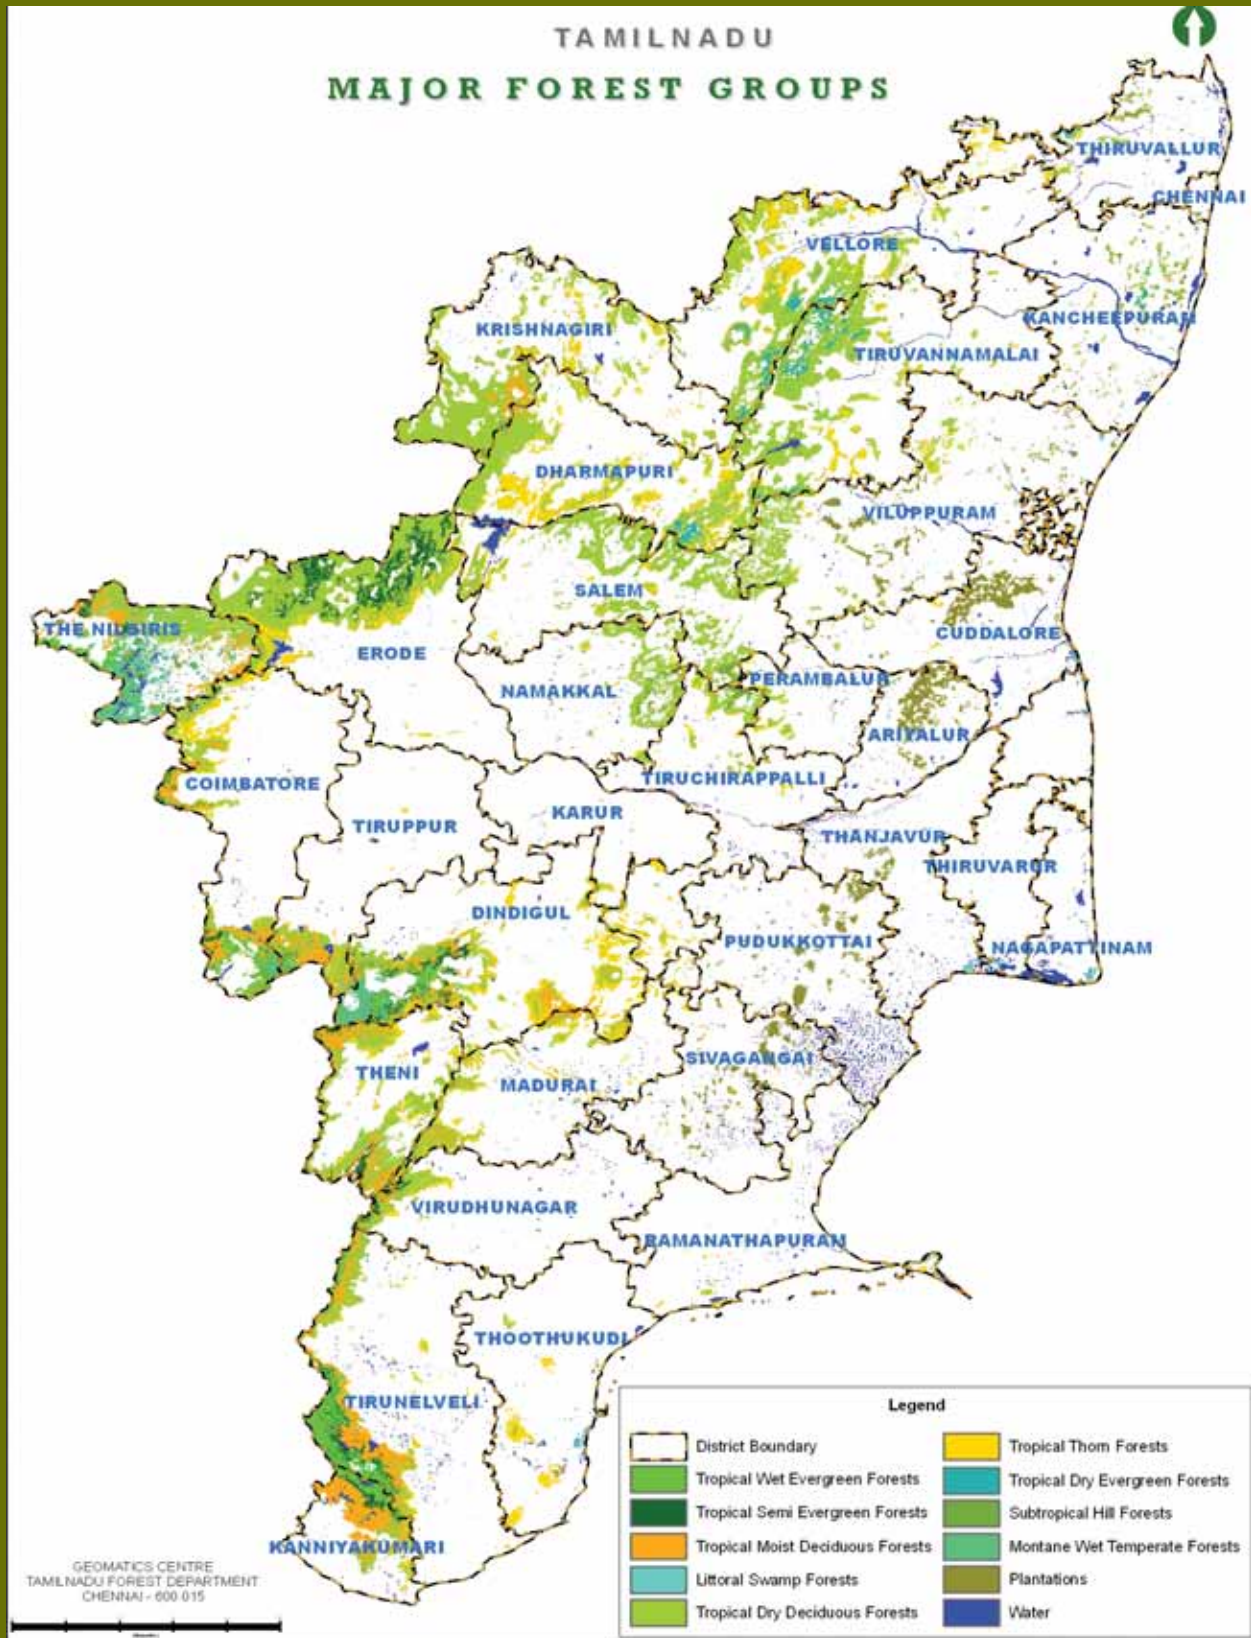 TAMILNADU
MAJOR FOREST GROUPS
THIRUVALLUR
CHENNAI
VELLORE
KANCHEEPURAM
KRISHNAGIRI
TIRUVANNAMALAI
DHARMAPURI
VILUPPURAM
SALEM
THE NILGIRIS
CUDDALORE
ERODE
PERAMBALUR
NAMAKKAL
ARIYALUR
COIMBATORE
TIRUCHIRAPPALLI
KARUR
TIRUPPUR
THANJAVUR
THIRUVARUR
DINDIGUL
PUDUKKOTTAI
NAGAPATTINAM
SIVAGANGAI
THENI
MADURAI
VIRUDHUNAGAR
RAMANATHAPURAM
THOOTHUKUDI
TIRUNELVELI
KANNIYAKUMARI
Legend
District Boundary
Tropical Wet Evergreen Forests
Tropical Semi Evergreen Forests
Tropical Moist Deciduous Forests
Littoral Swamp Forests
Tropical Dry Deciduous Forests
Tropical Thorn Forests
Tropical Dry Evergreen Forests
Subtropical Hill Forests
Montane Wet Temperate Forests
Plantations
Water
GEOMATICS CENTRE
TAMILNADU FOREST DEPARTMENT
CHENNAI - 600 015